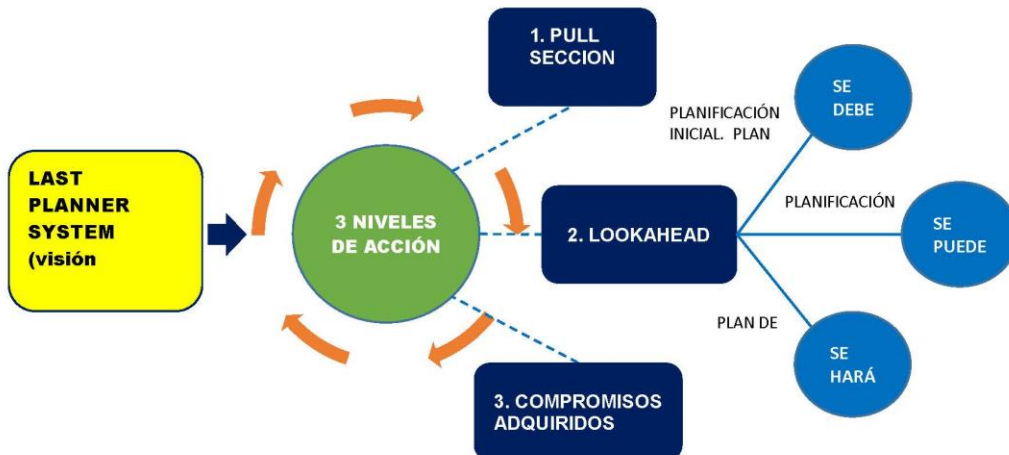 1. PULL
SECCION
SE
DEBE
PLANIFICACIÓN
INICIAL. PLAN
LAST
PLANNER
SYSTEM
(visión
3 NIVELES
DE ACCIÓN
2. LOOKAHEAD
PLANIFICACIÓN
SE
PUEDE
PLAN DE
SE
HARÁ
3. COMPROMISOS
ADQUIRIDOS